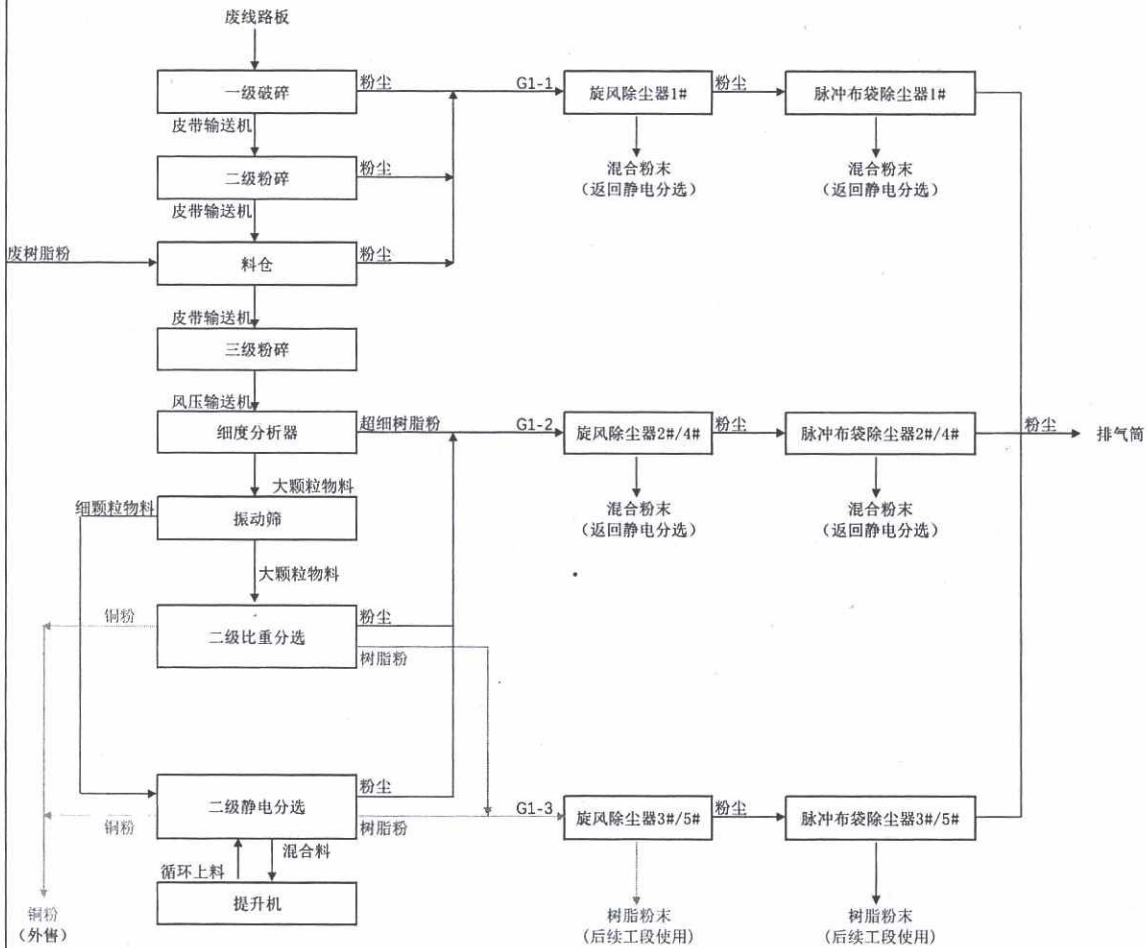 废线路板
一级破碎
粉尘
G1-1
旋风除尘器1#
粉尘
脉冲布袋除尘器1#
皮带输送机
混合粉末
（返回静电分选）
混合粉末
（返回静电分选）
二级粉碎
粉尘
皮带输送机
废树脂粉
料仓
粉尘
皮带输送机
三级粉碎
风压输送机
细度分析器
超细树脂粉
G1-2
旋风除尘器2#/4#
粉尘
脉冲布袋除尘器2#/4#
粉尘
排气筒
大颗粒物料
混合粉末
（返回静电分选）
混合粉末
（返回静电分选）
细颗粒物料
振动筛
大颗粒物料
铜粉
二级比重分选
粉尘
树脂粉
二级静电分选
粉尘
铜粉
树脂粉
G1-3
旋风除尘器3#/5#
粉尘
脉冲布袋除尘器3#/5#
混合料
循环上料
提升机
铜粉
（外售）
树脂粉末
（后续工段使用）
树脂粉末
（后续工段使用）